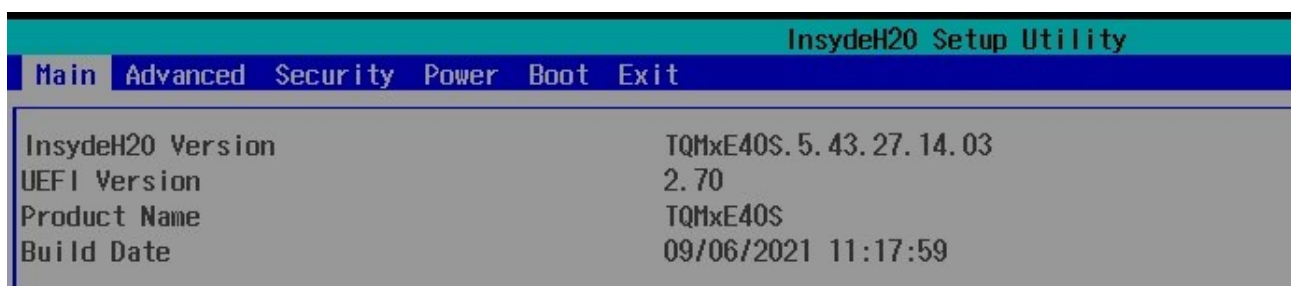 InsydeH20 Setup Utility
Main Advanced Security Power Boot Exit
InsydeH20 Version TQMxE40S.5.43.27.14.03
UEFI Version 2.70
Product Name TQMxE40S
Build Date 09/06/2021 11:17:59